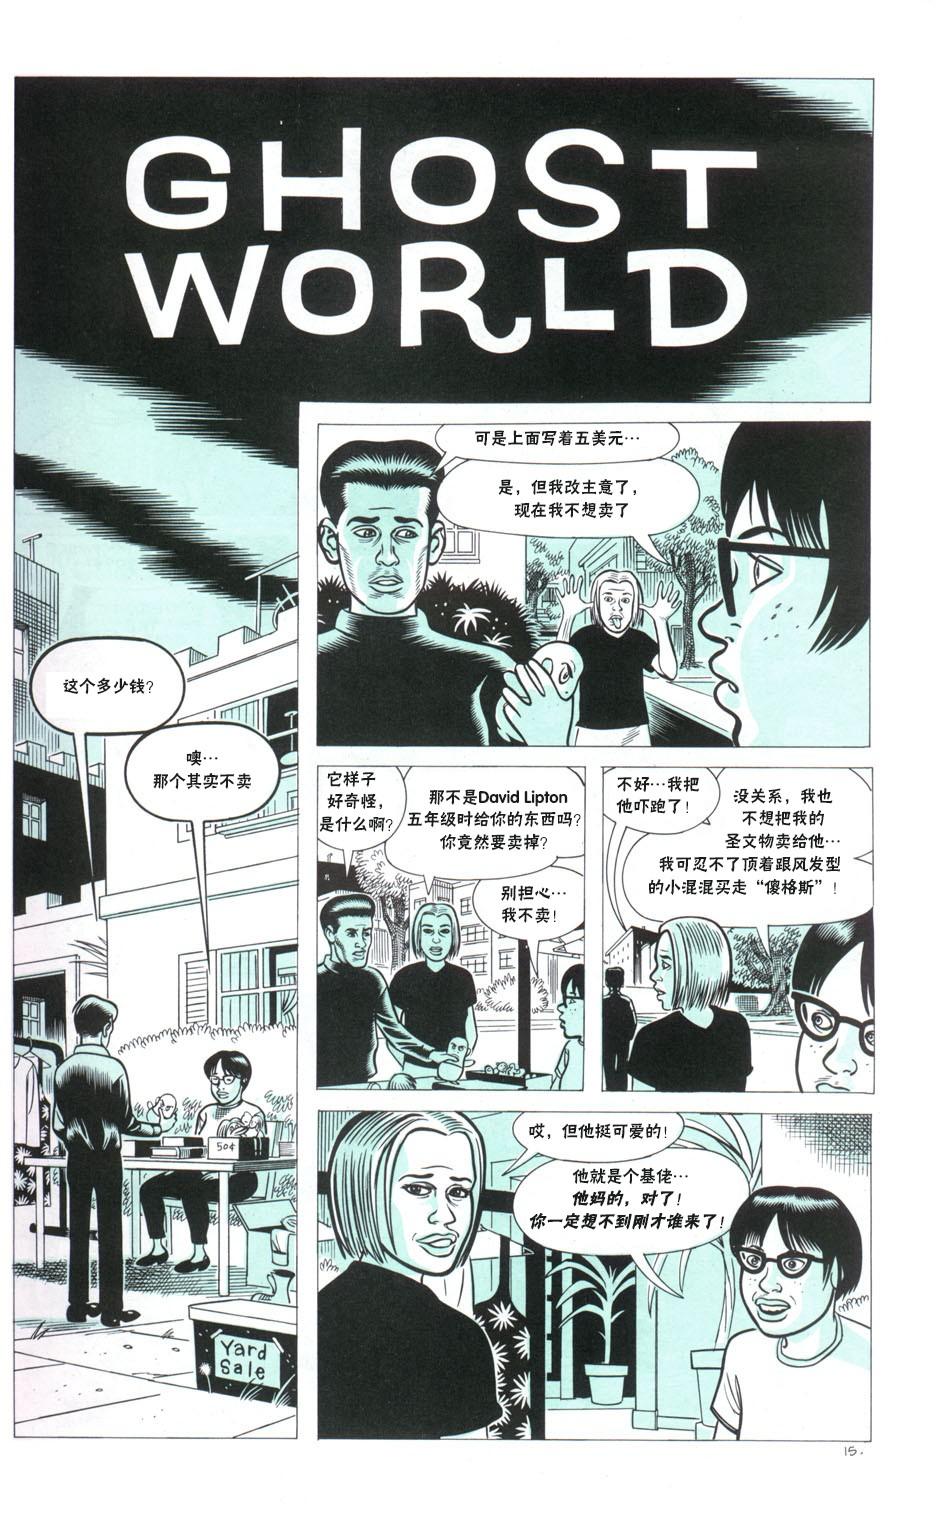 GHOST
WORLD
这个多少钱?
噢…
那个其实不卖
50¢
Yard
Sale
可是上面写着五美元…
是，但我改主意了，
现在我不想卖了
它样子
好奇怪，
是什么啊?
那不是David Lipton
五年级时给你的东西吗?
你竟然要卖掉?
别担心…
我不卖!
不好…我把
他吓跑了!
没关系，我也
不想把我的
圣文物卖给他…
我可忍不了顶着跟风发型
的小混混买走“傻格斯”!
哎，但他挺可爱的!
他就是个基佬…
他妈的，对了!
你一定想不到刚才谁来了!
15.